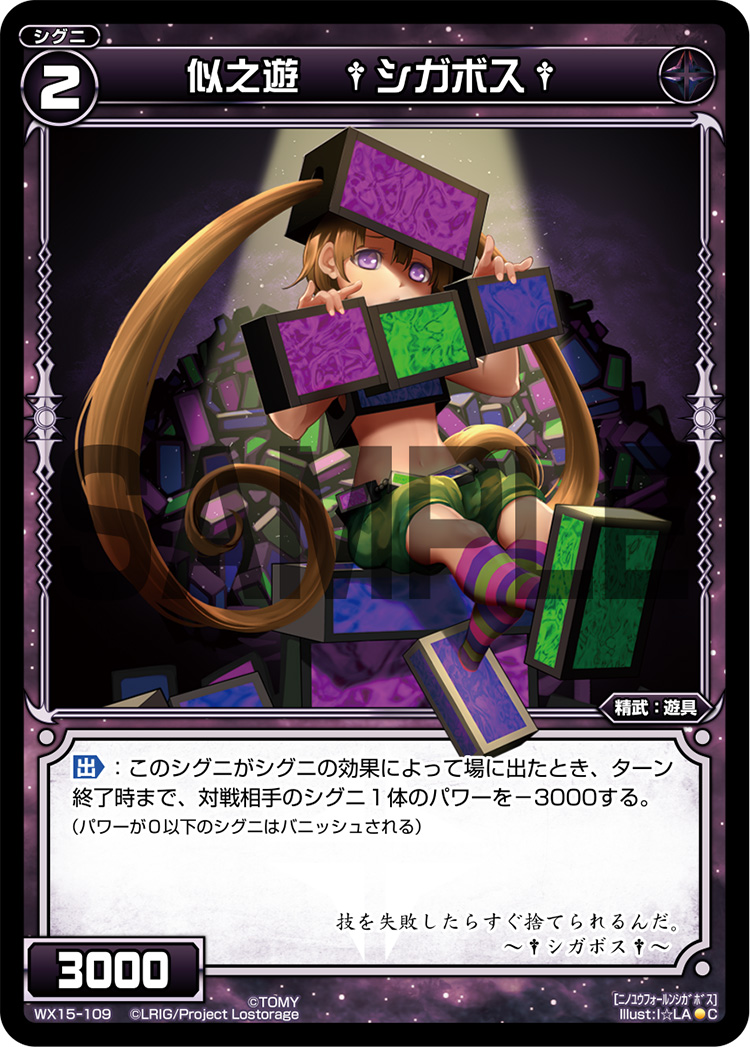 シグニ
2
似之遊 †シガボス†
SAMPLE
精武：遊具
出：このシグニがシグニの効果によって場に出たとき、ターン
終了時まで、対戦相手のシグニ１体のパワーを－3000する。
（パワーが０以下のシグニはバニッシュされる）
技を失敗したらすぐ捨てられるんだ。
～†シガボス†～
3000
©TOMY
WX15-109 ©LRIG/Project Lostorage
[ニノユウフォールンシガボス]
Illust:I☆LA C